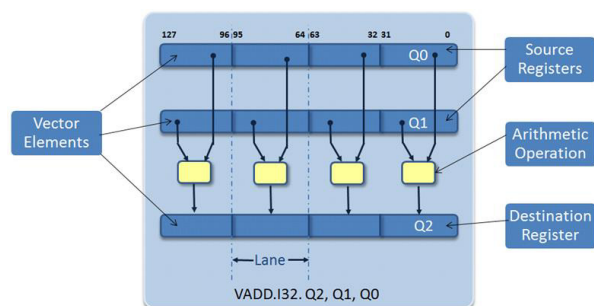 127 96 95 64 63 32 31 0
Q0
Source
Registers
Vector
Elements
Q1
Arithmetic
Operation
Q2
Destination
Register
Lane
VADD.I32. Q2, Q1, Q0